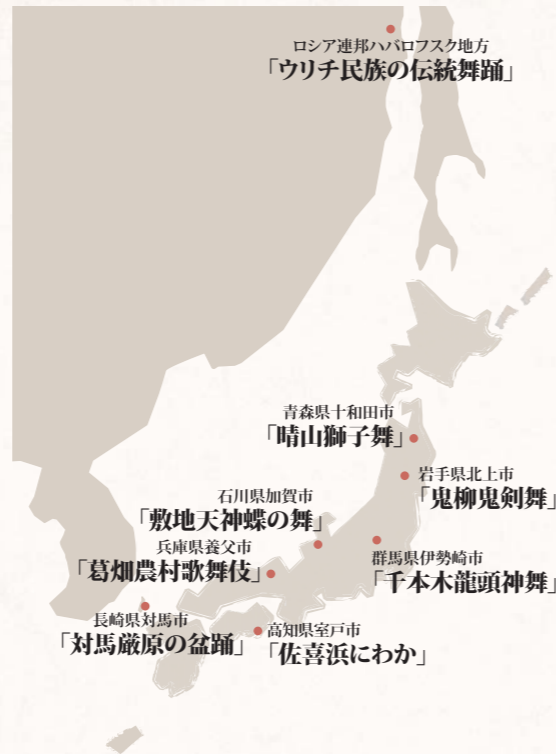 ロシア連邦ハバロフスク地方
「ウリチ民族の伝統舞踊」
青森県十和田市
「晴山獅子舞」
岩手県北上市
「鬼柳鬼剣舞」
石川県加賀市
「敷地天神蝶の舞」
兵庫県養父市
「葛畑農村歌舞伎」
群馬県伊勢崎市
「千本木龍頭神舞」
長崎県対馬市
「対馬厳原の盆踊」
高知県室戸市
「佐喜浜にわか」